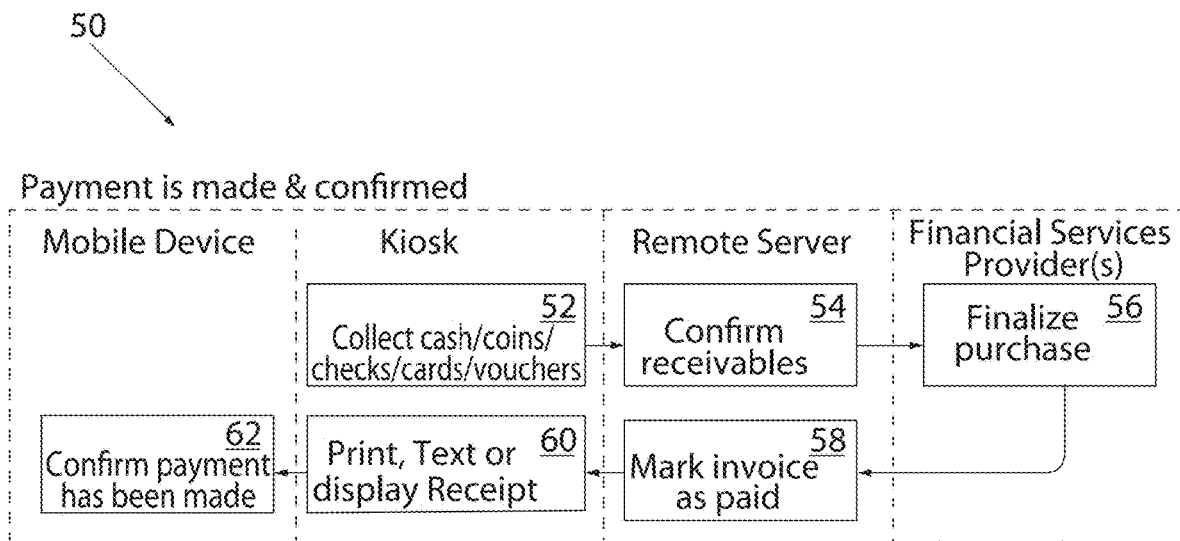 50
Payment is made & confirmed
Mobile Device
Kiosk
Remote Server
Financial Services
Provider(s)
52
Collect cash/coins/
checks/cards/vouchers
54
Confirm
receivables
56
Finalize
purchase
62
Confirm payment
has been made
60
Print, Text or
display Receipt
58
Mark invoice
as paid